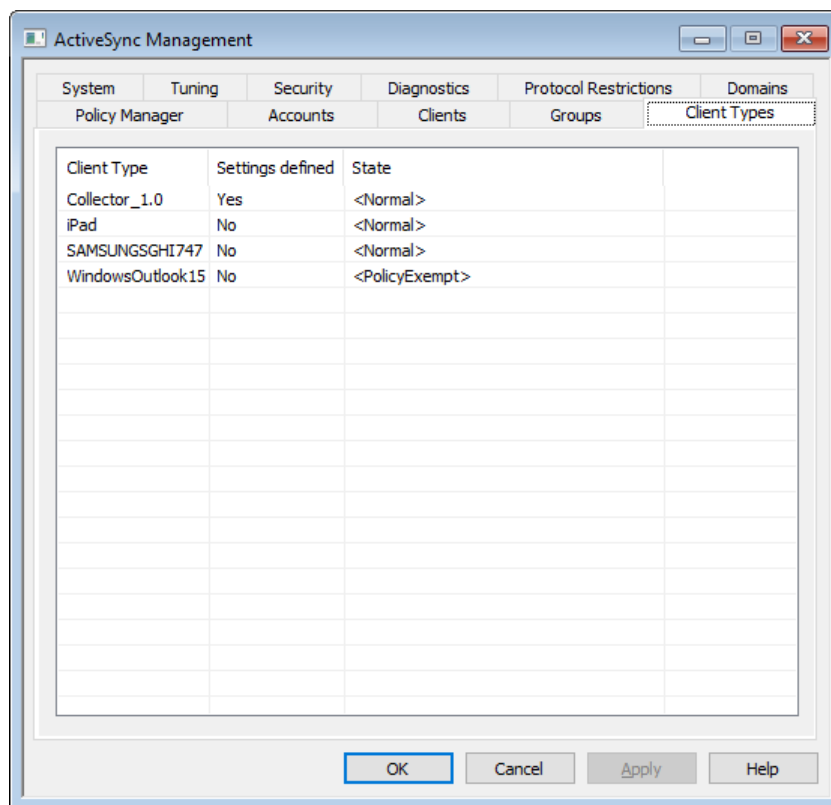 ActiveSync Management
System Tuning Security Diagnostics Protocol Restrictions Domains
Policy Manager Accounts Clients Groups Client Types
Client Type Settings defined State
Collector_1.0 Yes <Normal>
iPad No <Normal>
SAMSUNGSGHI747 No <Normal>
WindowsOutlook15 No <PolicyExempt>
OK Cancel Apply Help